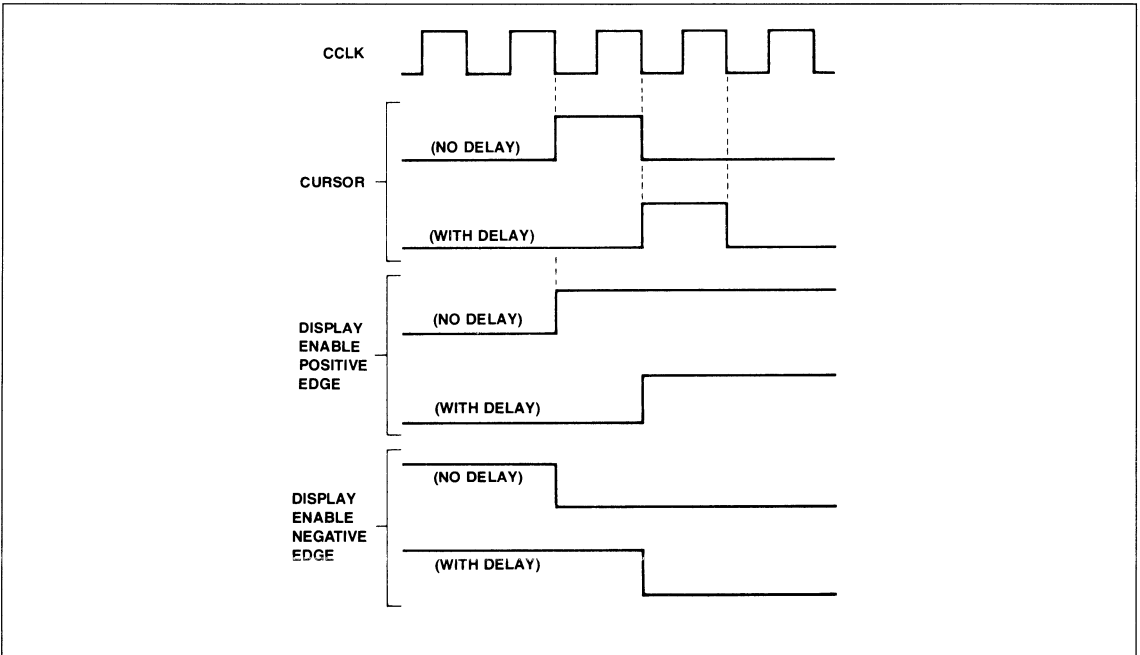 CCLK
(NO DELAY)
CURSOR
(WITH DELAY)
(NO DELAY)
DISPLAY
ENABLE
POSITIVE
EDGE
(WITH DELAY)
(NO DELAY)
DISPLAY
ENABLE
NEGATIVE
EDGE
(WITH DELAY)